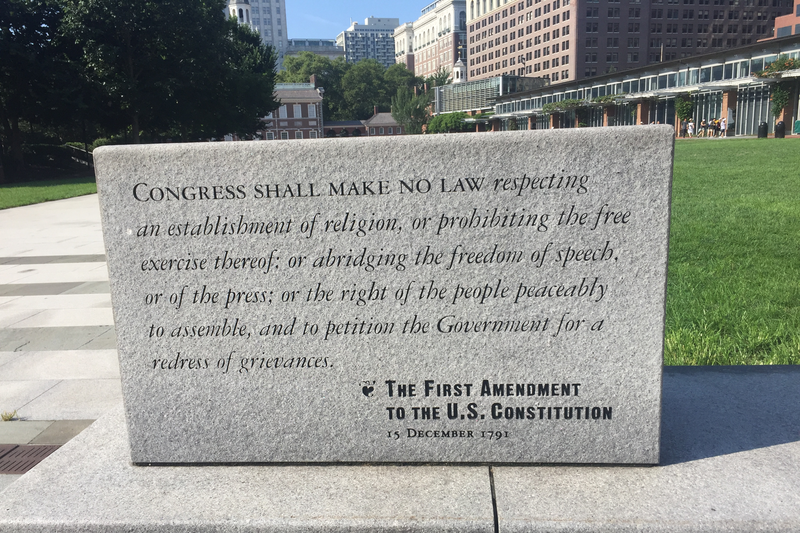 CONGRESS SHALL MAKE NO LAW respecting
an establishment of religion, or prohibiting the free
exercise thereof; or abridging the freedom of speech,
or of the press; or the right of the people peaceably
to assemble, and to petition the Government for a
redress of grievances.
THE FIRST AMENDMENT
TO THE U.S. CONSTITUTION
15 DECEMBER 1791